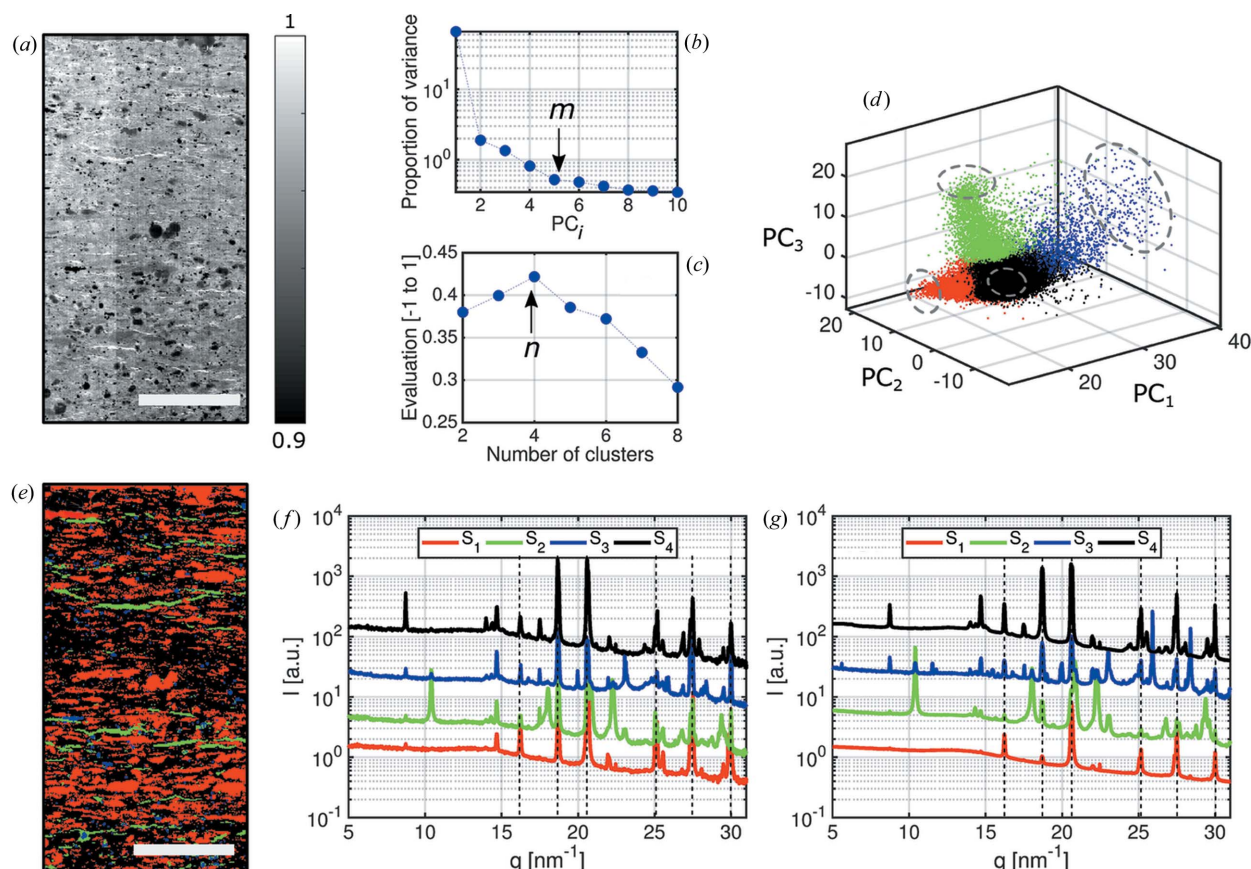 (a)
1
0.9
(b)
Proportion of variance
10¹
10⁰
m
2 4 6 8 10
PCᵢ
(c)
Evaluation [-1 to 1]
0.45
0.4
0.35
0.3
0.25
n
2 4 6 8
Number of clusters
(d)
PC₃
20
10
0
-10
20
10
0
-10
PC₂
20
30
40
PC₁
(e)
(f)
S₁ S₂ S₃ S₄
I [a.u.]
10⁴
10³
10²
10¹
10⁰
10⁻¹
5 10 15 20 25 30
q [nm⁻¹]
(g)
S₁ S₂ S₃ S₄
I [a.u.]
10⁴
10³
10²
10¹
10⁰
10⁻¹
5 10 15 20 25 30
q [nm⁻¹]